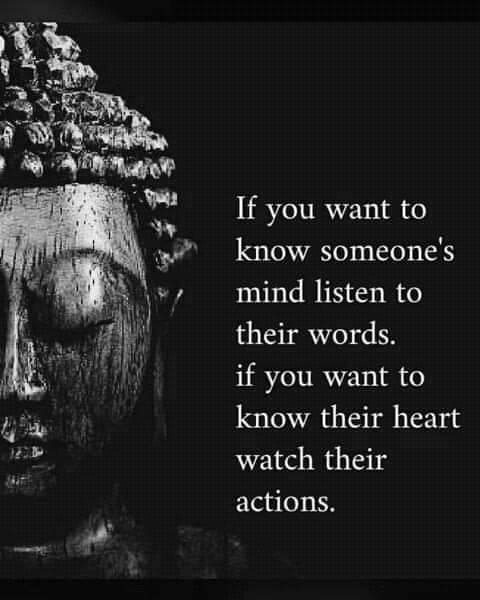 If you want to
know someone's
mind listen to
their words.
if you want to
know their heart
watch their
actions.